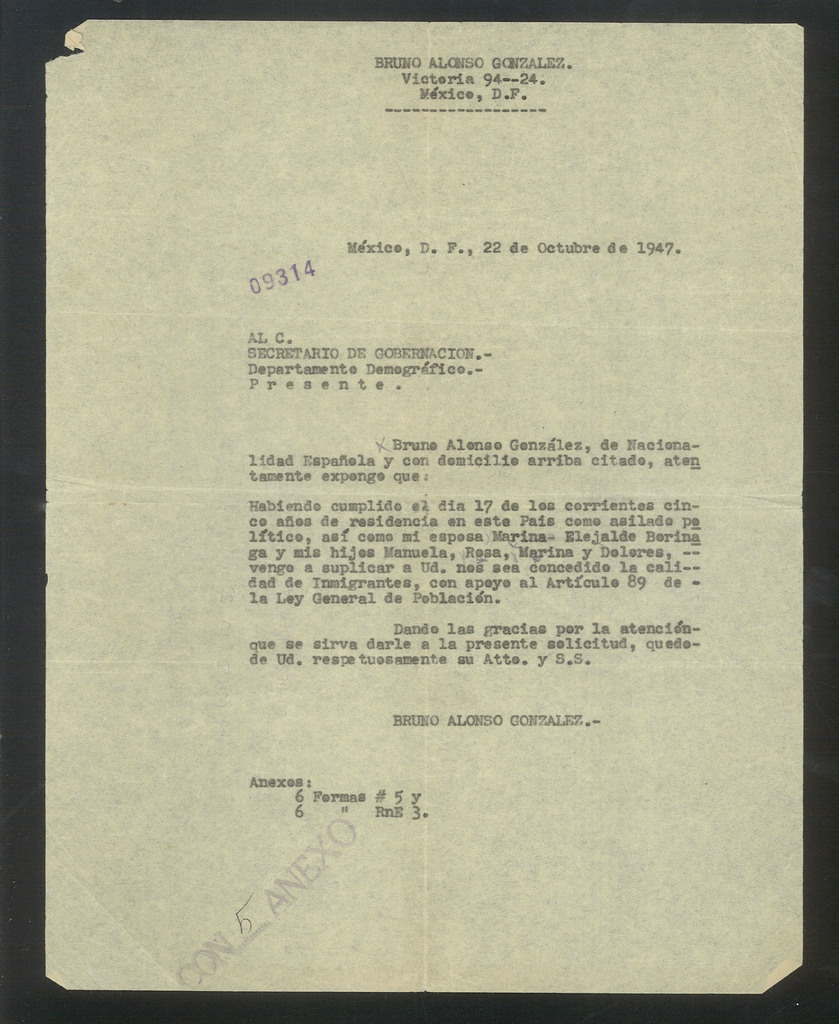 BRUNO ALONSO GONZALEZ.
Victoria 94--24.
México, D.F.
------------------
México, D. F., 22 de Octubre de 1947.
09314
AL C.
SECRETARIO DE GOBERNACION.-
Departamento Demográfico.-
P r e s e n t e .
Bruno Alonso González, de Naciona-
lidad Española y con domicilio arriba citado, aten
tamente expongo que:
Habiendo cumplido el dia 17 de los corrientes cin-
co años de residencia en este Pais como asilado po
lítico, así como mi esposa Marina- Elejalde Borina
ga y mis hijos Manuela, Rosa, Marina y Dolores, --
vengo a suplicar a Ud. nos sea concedido la cali--
dad de Inmigrantes, con apoyo al Artículo 89 de -
la Ley General de Población.
Dando las gracias por la atención-
que se sirva darle a la presente solicitud, quedo-
de Ud. respetuosamente su Atto. y S.S.
BRUNO ALONSO GONZALEZ.-
Anexos:
6 Formas # 5 y
6 " RnE 3.
CON 5 ANEXO